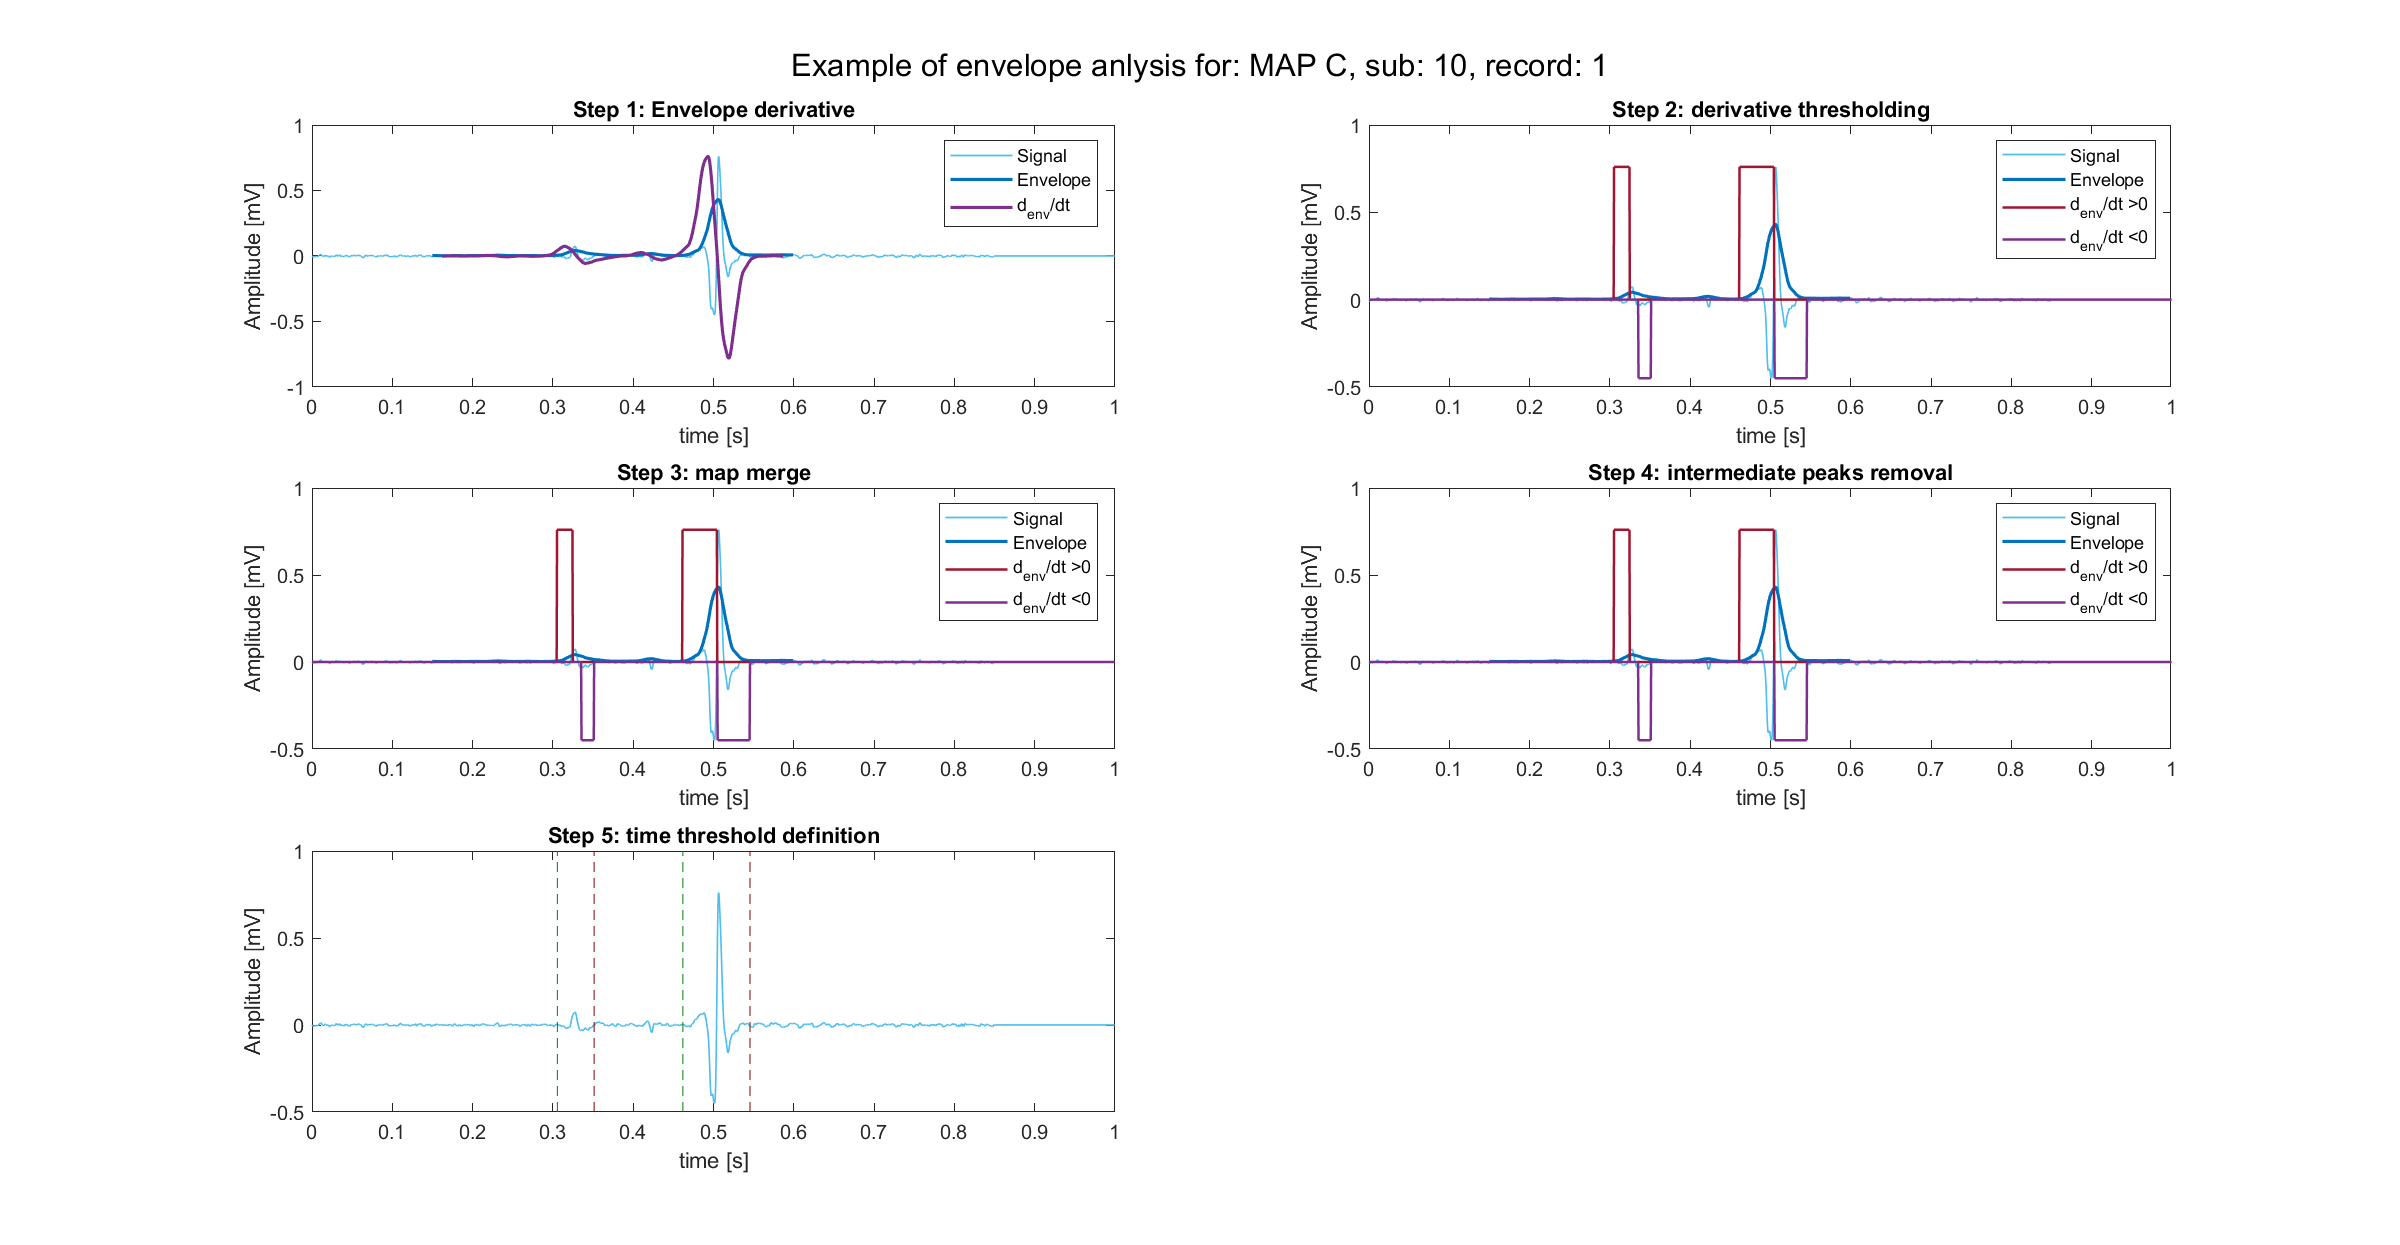 Example of envelope anlysis for: MAP C, sub: 10, record: 1
Step 1: Envelope derivative
1
0.5
0
-0.5
-1
Amplitude [mV]
0 0.1 0.2 0.3 0.4 0.5 0.6 0.7 0.8 0.9 1
time [s]
Signal
Envelope
d_env/dt
Step 2: derivative thresholding
1
0.5
0
-0.5
Amplitude [mV]
0 0.1 0.2 0.3 0.4 0.5 0.6 0.7 0.8 0.9 1
time [s]
Signal
Envelope
d_env/dt >0
d_env/dt <0
Step 3: map merge
1
0.5
0
-0.5
Amplitude [mV]
0 0.1 0.2 0.3 0.4 0.5 0.6 0.7 0.8 0.9 1
time [s]
Signal
Envelope
d_env/dt >0
d_env/dt <0
Step 4: intermediate peaks removal
1
0.5
0
-0.5
Amplitude [mV]
0 0.1 0.2 0.3 0.4 0.5 0.6 0.7 0.8 0.9 1
time [s]
Signal
Envelope
d_env/dt >0
d_env/dt <0
Step 5: time threshold definition
1
0.5
0
-0.5
Amplitude [mV]
0 0.1 0.2 0.3 0.4 0.5 0.6 0.7 0.8 0.9 1
time [s]